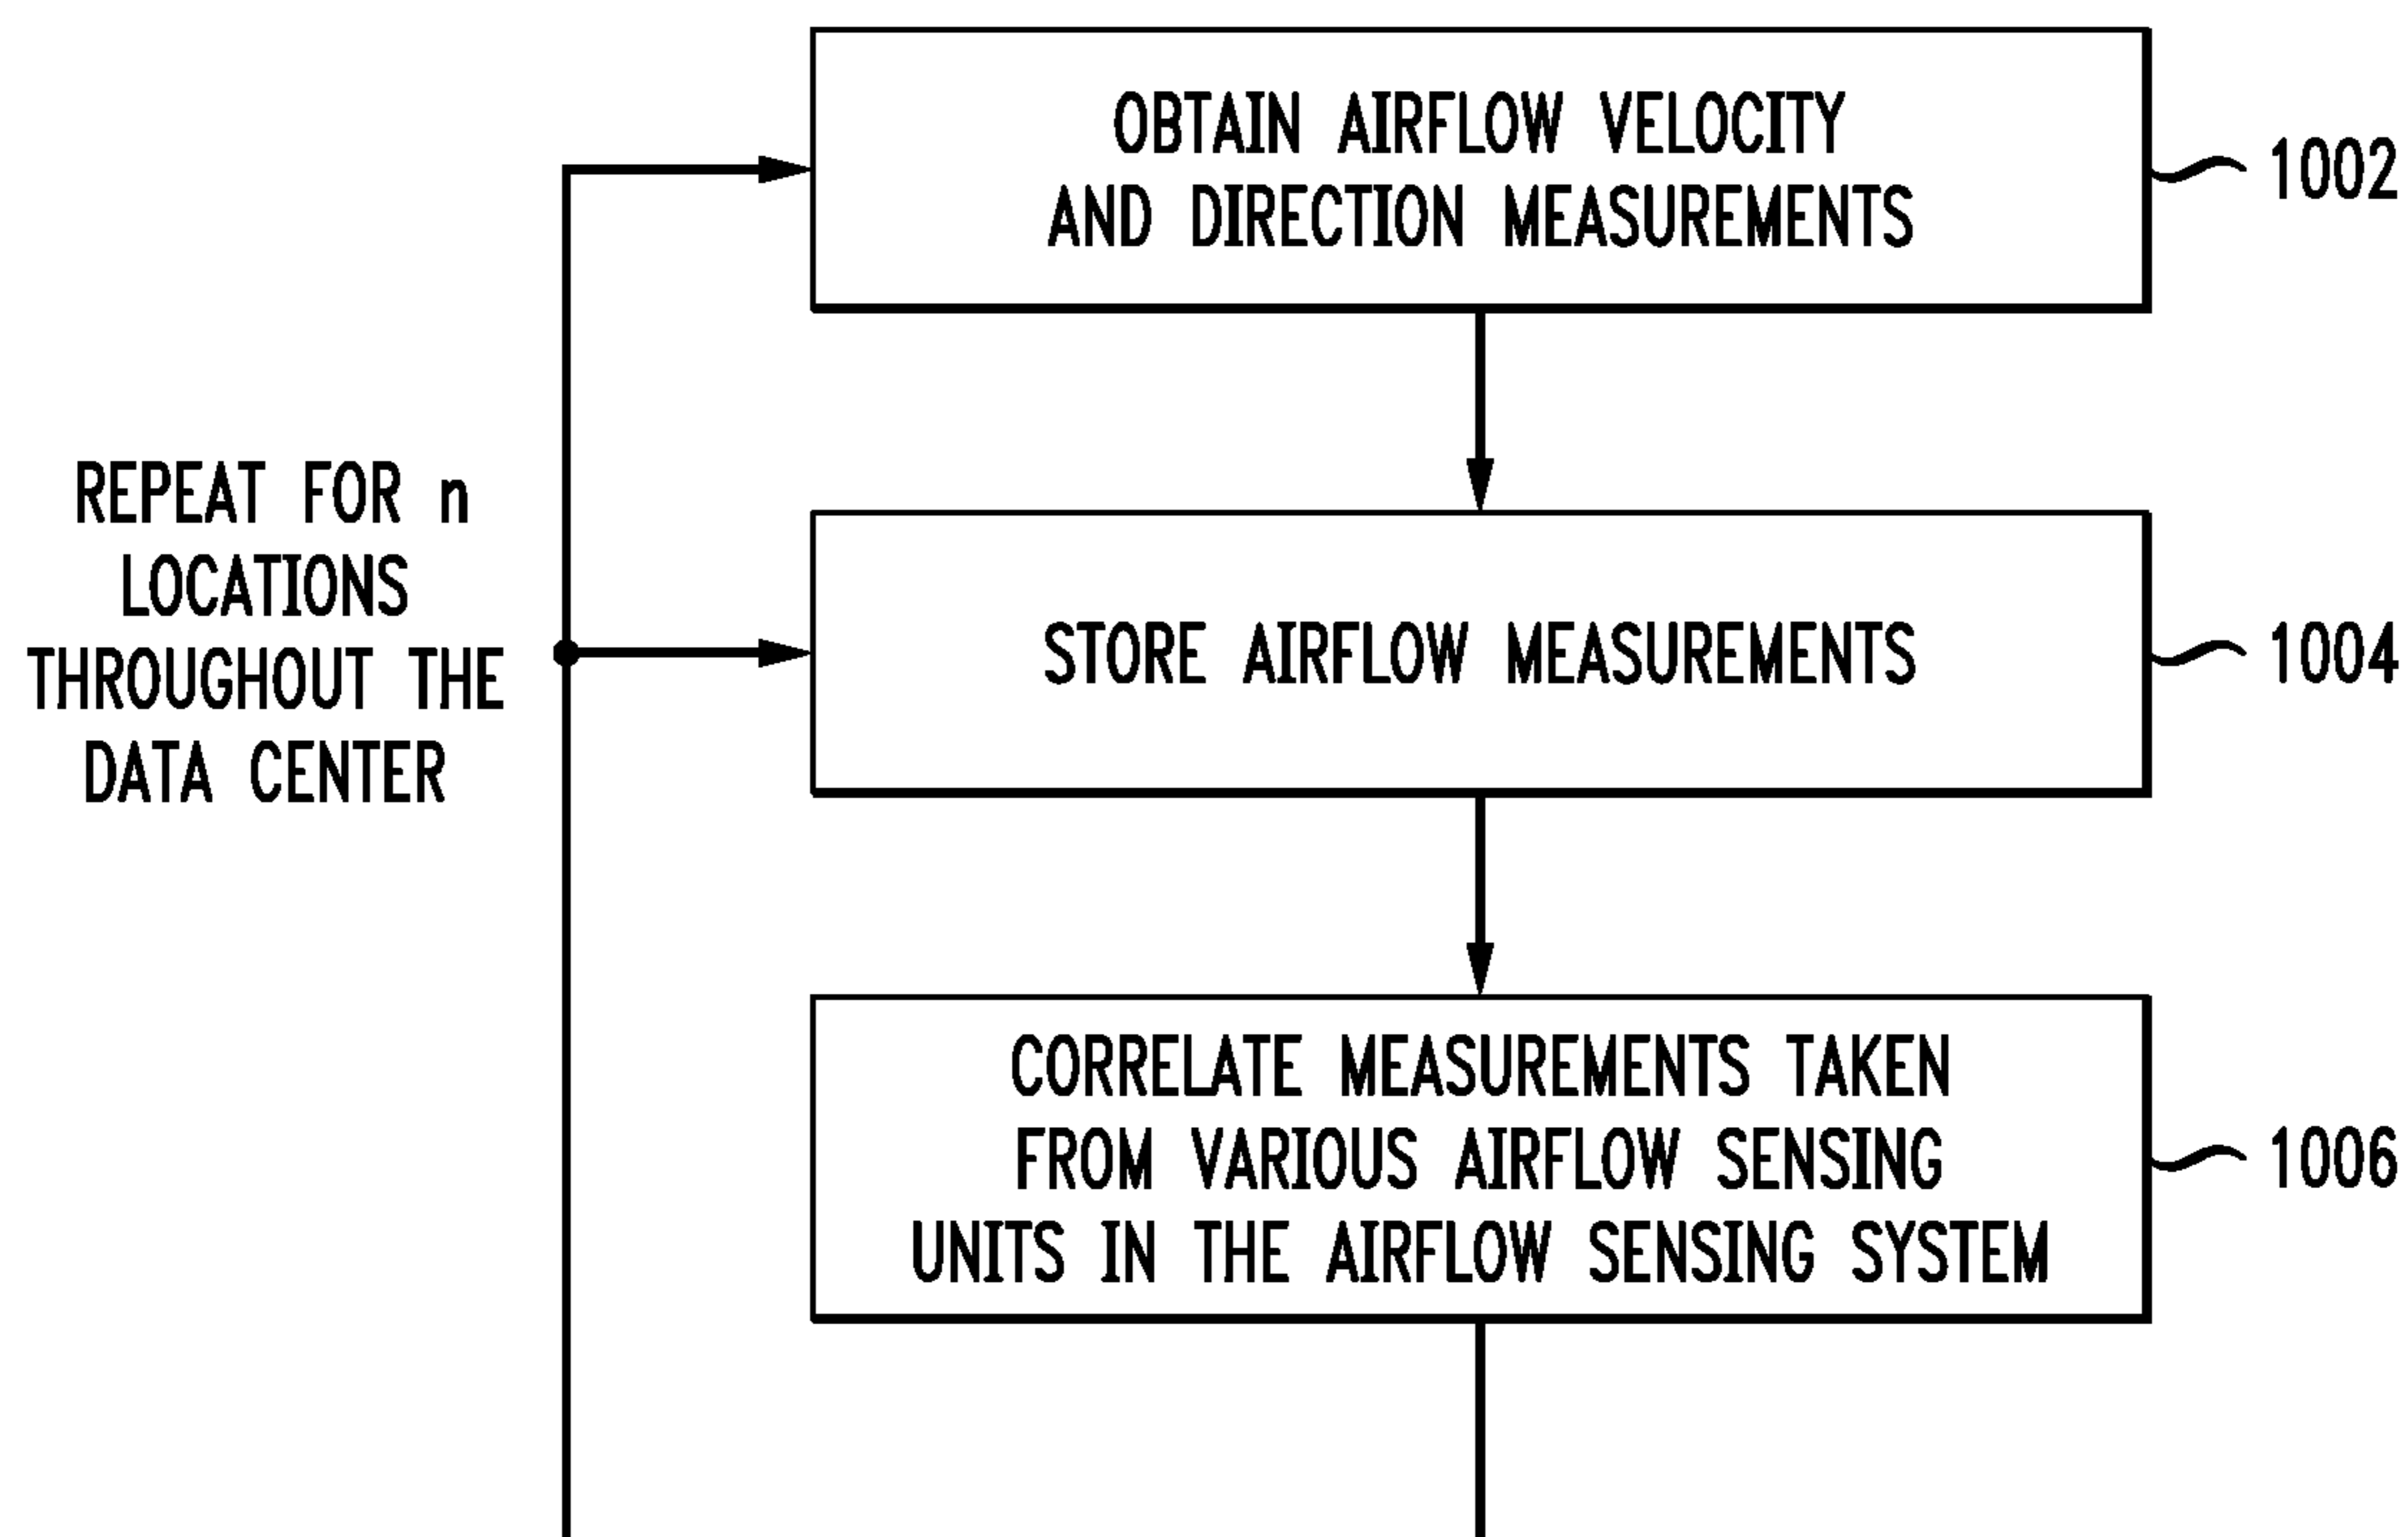 OBTAIN AIRFLOW VELOCITY
AND DIRECTION MEASUREMENTS
1002
REPEAT FOR n
LOCATIONS
THROUGHOUT THE
DATA CENTER
STORE AIRFLOW MEASUREMENTS
1004
CORRELATE MEASUREMENTS TAKEN
FROM VARIOUS AIRFLOW SENSING
UNITS IN THE AIRFLOW SENSING SYSTEM
1006